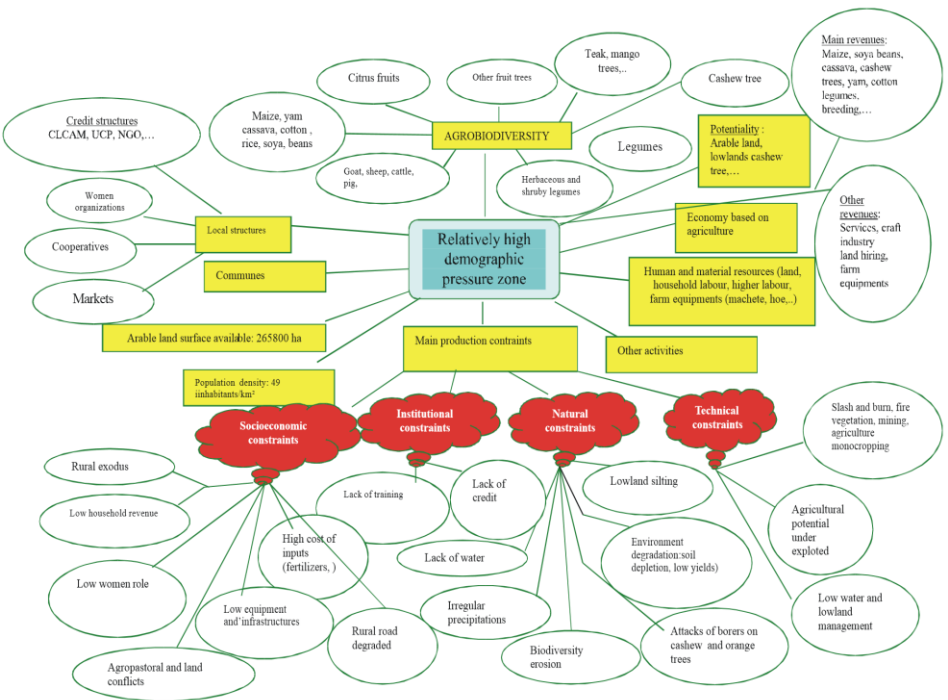 Main revenues:
Maize, soya beans,
cassava, cashew
trees, yam, cotton
legumes.
breeding,…
Teak, mango
trees,..
Citrus fruits
Other fruit trees
Cashew tree
Credit structures
CLCAM, UCP, NGO,…
Maize, yam
cassava, cotton ,
rice, soya, beans
AGROBIODIVERSITY
Legumes
Potentiality :
Arable land,
lowlands cashew
tree,…
Goat, sheep, cattle,
pig,
Herbaceous and
shruby legumes
Women
organizations
Local structures
Cooperatives
Markets
Communes
Relatively high
demographic
pressure zone
Economy based on
agriculture
Other
revenues:
Services, craft
industry
land hiring,
farm
equipments
Human and material resources (land,
household labour, higher labour,
farm equipments (machete, hoe,..)
Arable land surface available: 265800 ha
Main production contraints
Other activities
Population density: 49
iinhabitants/km²
Socioeconomic
constraints
Institutional
constraints
Natural
constraints
Technical
constraints
Slash and burn, fire
vegetation, mining,
agriculture
monocropping
Rural exodus
Low household revenue
Low women role
Agropastoral and land
conflicts
Low equipment
and'infrastructures
High cost of
inputs
(fertilizers, )
Rural road
degraded
Lack of training
Lack of
credit
Lack of water
Irregular
precipitations
Biodiversity
erosion
Lowland silting
Environment
degradation:soil
depletion, low yields)
Attacks of borers on
cashew and orange
trees
Agricultural
potential
under
exploted
Low water and
lowland
management